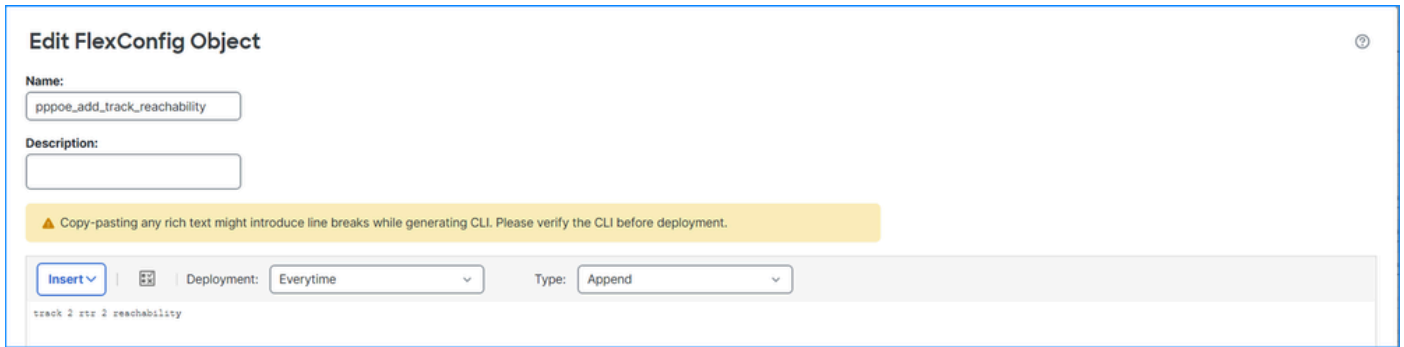 Edit FlexConfig Object
Name:
pppoe_add_track_reachability
Description:
Copy-pasting any rich text might introduce line breaks while generating CLI. Please verify the CLI before deployment.
Insert Deployment: Everytime Type: Append
track 2 rtr 2 reachability